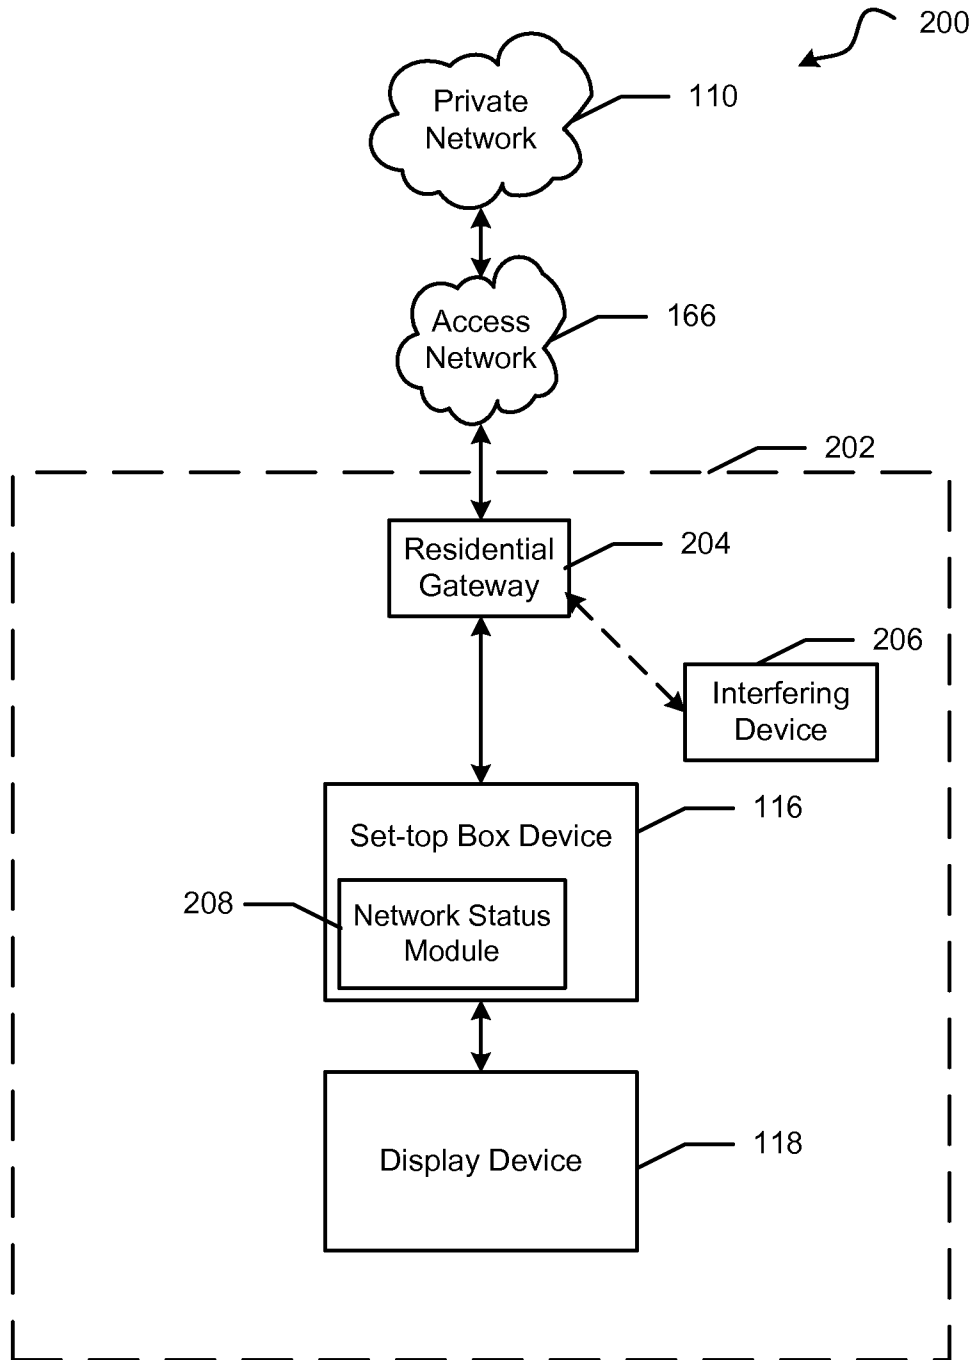 200
Private
Network
110
Access
Network
166
202
Residential
Gateway
204
206
Interfering
Device
116
Set-top Box Device
208
Network Status
Module
118
Display Device